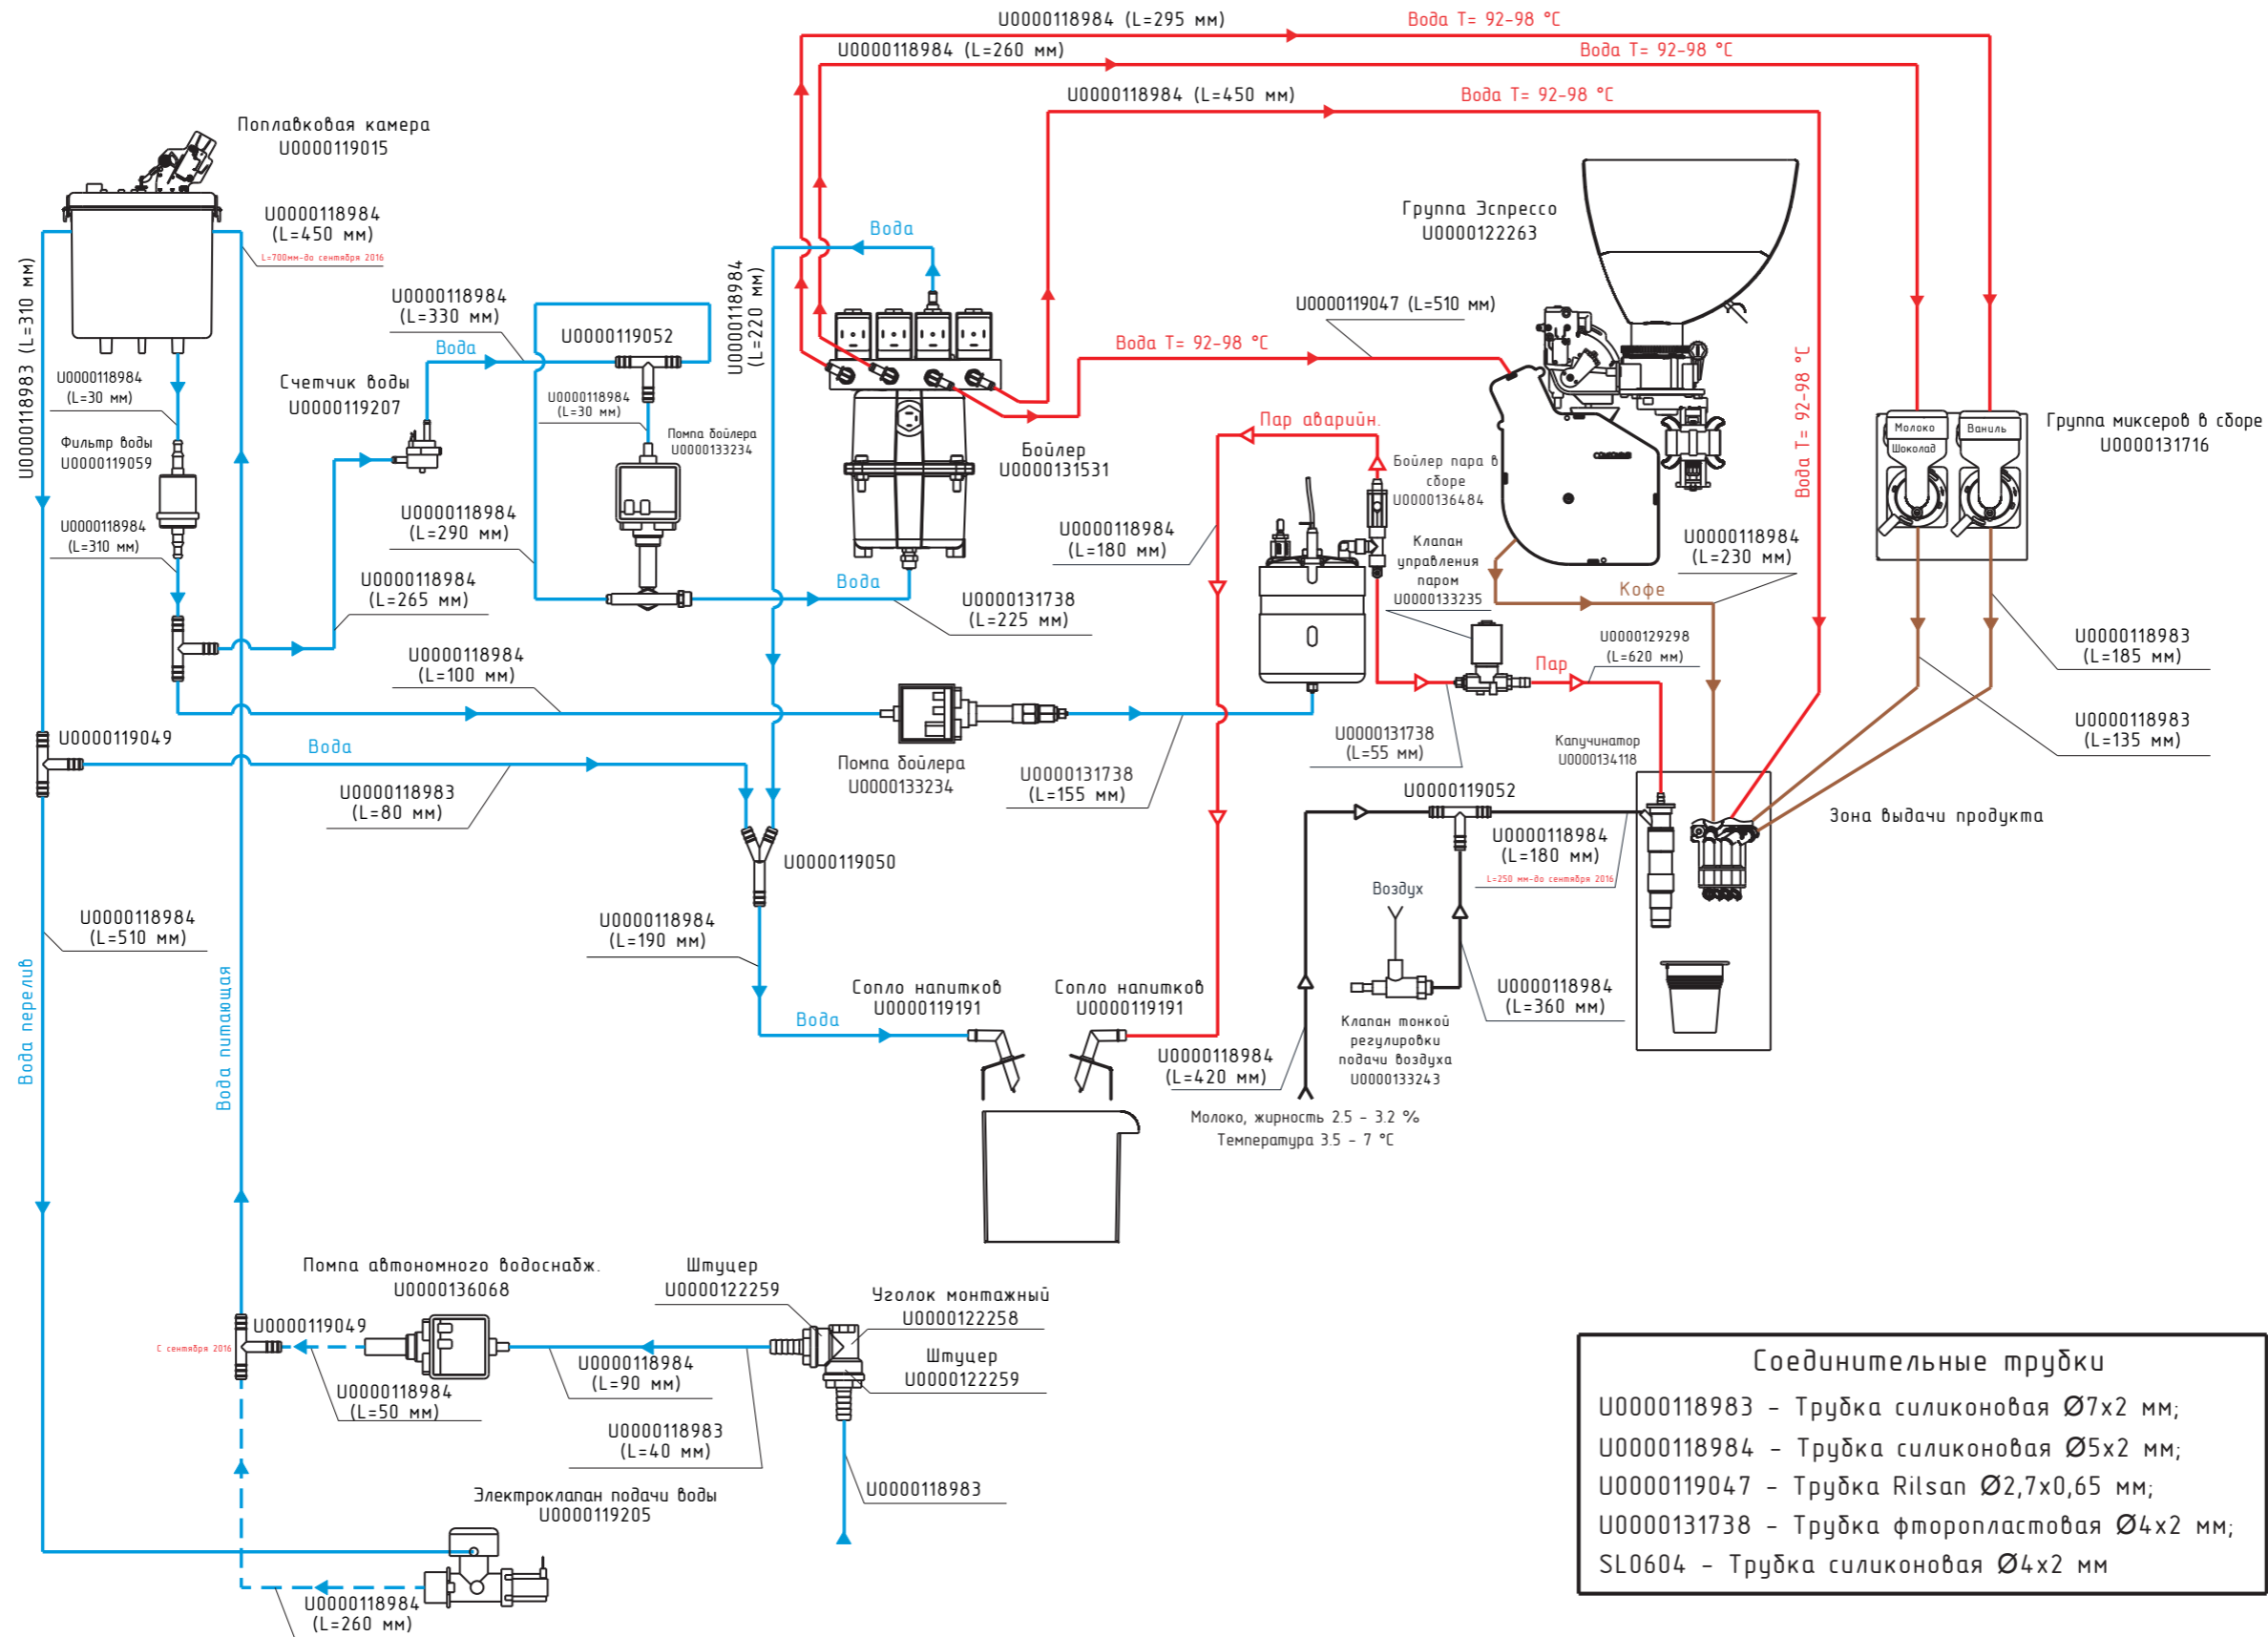 U0000118984 (L=295 мм)
Вода Т= 92-98 °С
U0000118984 (L=260 мм)
Вода Т= 92-98 °С
U0000118984 (L=450 мм)
Вода Т= 92-98 °С
Поплавковая камера
U0000119015
U0000118984
(L=450 мм)
L=700мм-до сентября 2016
U0000118983 (L=310 мм)
U0000118984
(L=30 мм)
Фильтр воды
U0000119059
U0000118984
(L=310 мм)
Счетчик воды
U0000119207
U0000118984
(L=330 мм)
Вода
U0000119052
U0000118984
(L=30 мм)
Помпа бойлера
U0000133234
U0000118984
(L=290 мм)
U0000118984
(L=265 мм)
U0000118984
(L=220 мм)
Вода
Бойлер
U0000131531
Вода
U0000131738
(L=225 мм)
Вода Т= 92-98 °С
U0000119047 (L=510 мм)
Группа Эспрессо
U0000122263
Вода Т= 92-98 °С
Молоко
Шоколад
Ваниль
Группа миксеров в сборе
U0000131716
Пар аварийн.
Бойлер пара в
сборе
U0000136484
U0000118984
(L=180 мм)
Клапан
управления
паром
U0000133235
U0000118984
(L=230 мм)
Кофе
U0000129298
(L=620 мм)
Пар
U0000118983
(L=185 мм)
U0000118983
(L=135 мм)
U0000118984
(L=100 мм)
Помпа бойлера
U0000133234
U0000131738
(L=155 мм)
U0000131738
(L=55 мм)
Капучинатор
U0000134118
U0000119049
Вода
U0000118983
(L=80 мм)
U0000119050
U0000119052
U0000118984
(L=180 мм)
L=250 мм-до сентября 2016
Зона выдачи продукта
Воздух
U0000118984
(L=510 мм)
U0000118984
(L=190 мм)
Вода перелив
Вода питающая
Вода
Сопло напитков
U0000119191
Сопло напитков
U0000119191
U0000118984
(L=420 мм)
Клапан тонкой
регулировки
подачи воздуха
U0000133243
U0000118984
(L=360 мм)
Молоко, жирность 2.5 - 3.2 %
Температура 3.5 - 7 °С
Помпа автономного водоснабж.
U0000136068
Штуцер
U0000122259
Уголок монтажный
U0000122258
Штуцер
U0000122259
U0000119049
С сентября 2016
U0000118984
(L=50 мм)
U0000118984
(L=90 мм)
U0000118983
(L=40 мм)
U0000118983
Электроклапан подачи воды
U0000119205
U0000118984
(L=260 мм)
Соединительные трубки
U0000118983 - Трубка силиконовая Ø7x2 мм;
U0000118984 - Трубка силиконовая Ø5x2 мм;
U0000119047 - Трубка Rilsan Ø2,7x0,65 мм;
U0000131738 - Трубка фторопластовая Ø4x2 мм;
SL0604 - Трубка силиконовая Ø4x2 мм